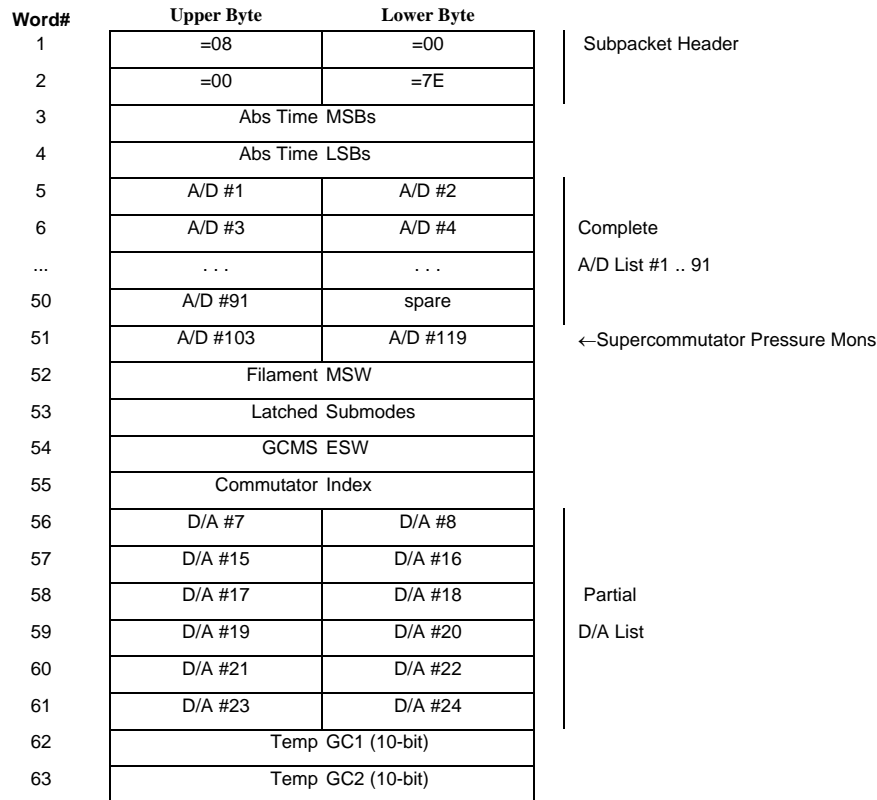 Word# Upper Byte Lower Byte
1 =08 =00 Subpacket Header
2 =00 =7E
3 Abs Time MSBs
4 Abs Time LSBs
5 A/D #1 A/D #2
6 A/D #3 A/D #4 Complete
... . . . . . . A/D List #1 .. 91
50 A/D #91 spare
51 A/D #103 A/D #119 ←Supercommutator Pressure Mons
52 Filament MSW
53 Latched Submodes
54 GCMS ESW
55 Commutator Index
56 D/A #7 D/A #8
57 D/A #15 D/A #16
58 D/A #17 D/A #18 Partial
59 D/A #19 D/A #20 D/A List
60 D/A #21 D/A #22
61 D/A #23 D/A #24
62 Temp GC1 (10-bit)
63 Temp GC2 (10-bit)